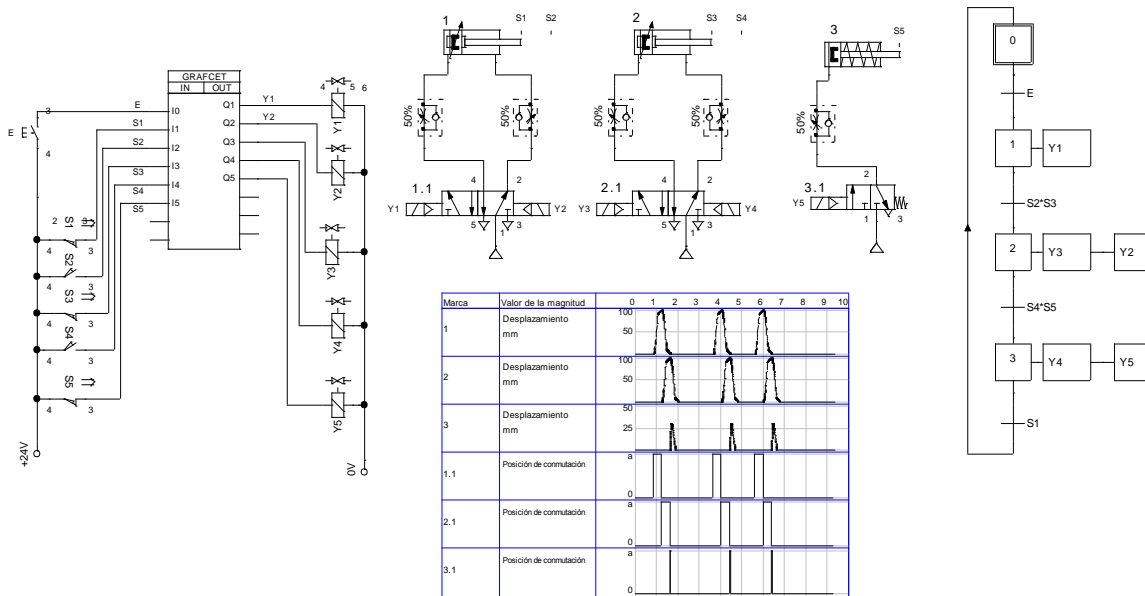 GRAFCET
IN OUT
E I0 Q1 Y1
S1 I1 Q2 Y2
S2 I2 Q3
S3 I3 Q4
S4 I4 Q5
S5 I5
3
E
4
2 S1 3
4 3
S2
4 3
S3
4 3
S4
4 3
S5
4 3
+24V
4 5 6
Y1
Y2
Y3
Y4
Y5
0V
1 S1 S2
50% 50%
1.1 4 2
Y1 Y2
5 1 3
2 S3 S4
50% 50%
2.1 4 2
Y3 Y4
5 1 3
3 S5
50%
3.1 2
Y5
1 3
Marca Valor de la magnitud 0 1 2 3 4 5 6 7 8 9 10
1 Desplazamiento 100
mm 50
2 Desplazamiento 100
mm 50
3 Desplazamiento 50
mm 25
1.1 Posición de conmutación a
0
2.1 Posición de conmutación a
0
3.1 Posición de conmutación a
0
0
E
1 Y1
S2*S3
2 Y3 Y2
S4*S5
3 Y4 Y5
S1